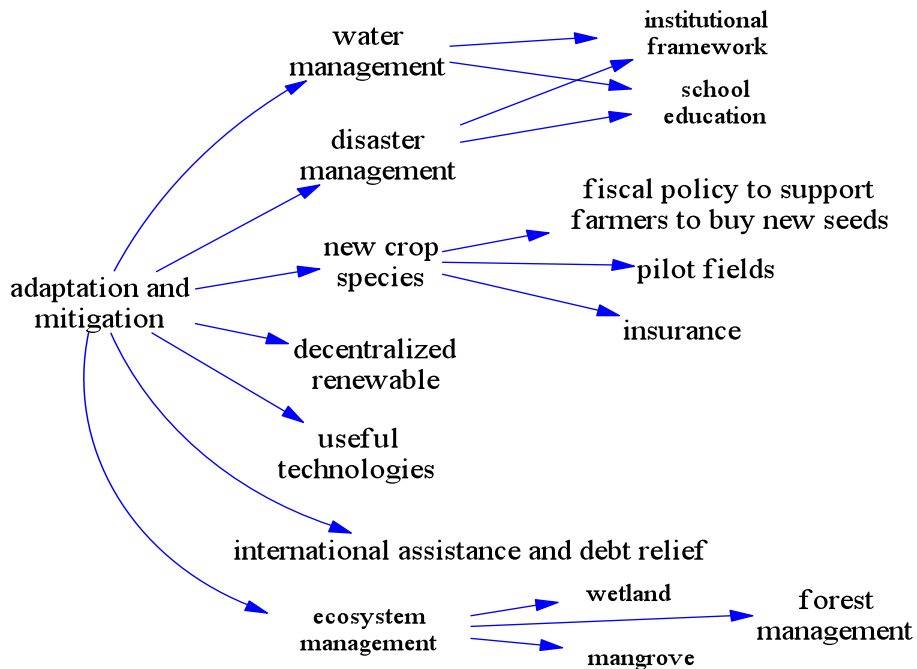 water
management
institutional
framework
school
education
disaster
management
fiscal policy to support
farmers to buy new seeds
new crop
species
pilot fields
insurance
adaptation and
mitigation
decentralized
renewable
useful
technologies
international assistance and debt relief
ecosystem
management
wetland
forest
management
mangrove